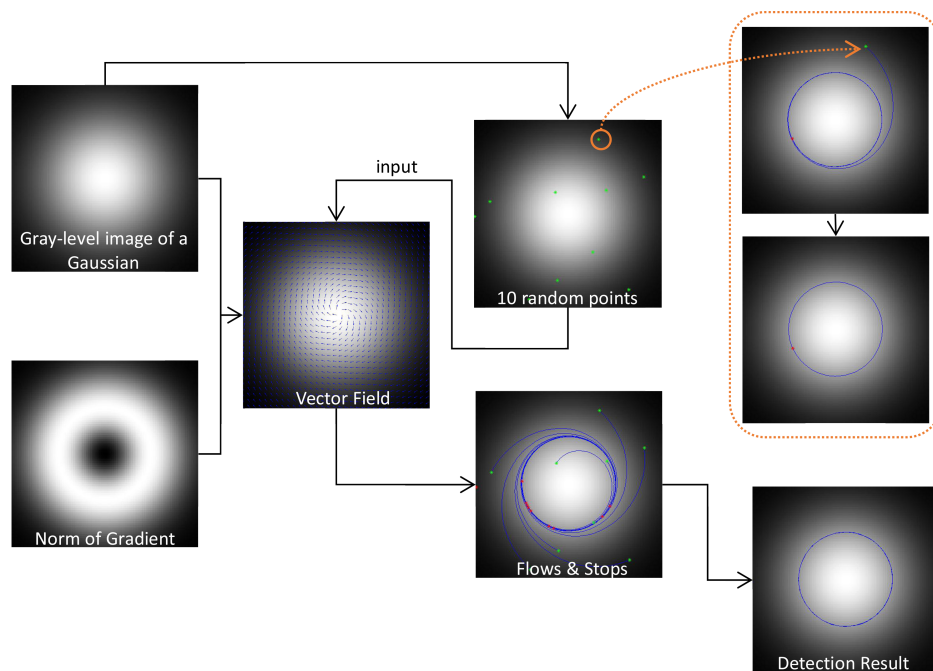 input
Gray-level image of a
Gaussian
10 random points
Vector Field
Norm of Gradient
Flows & Stops
Detection Result